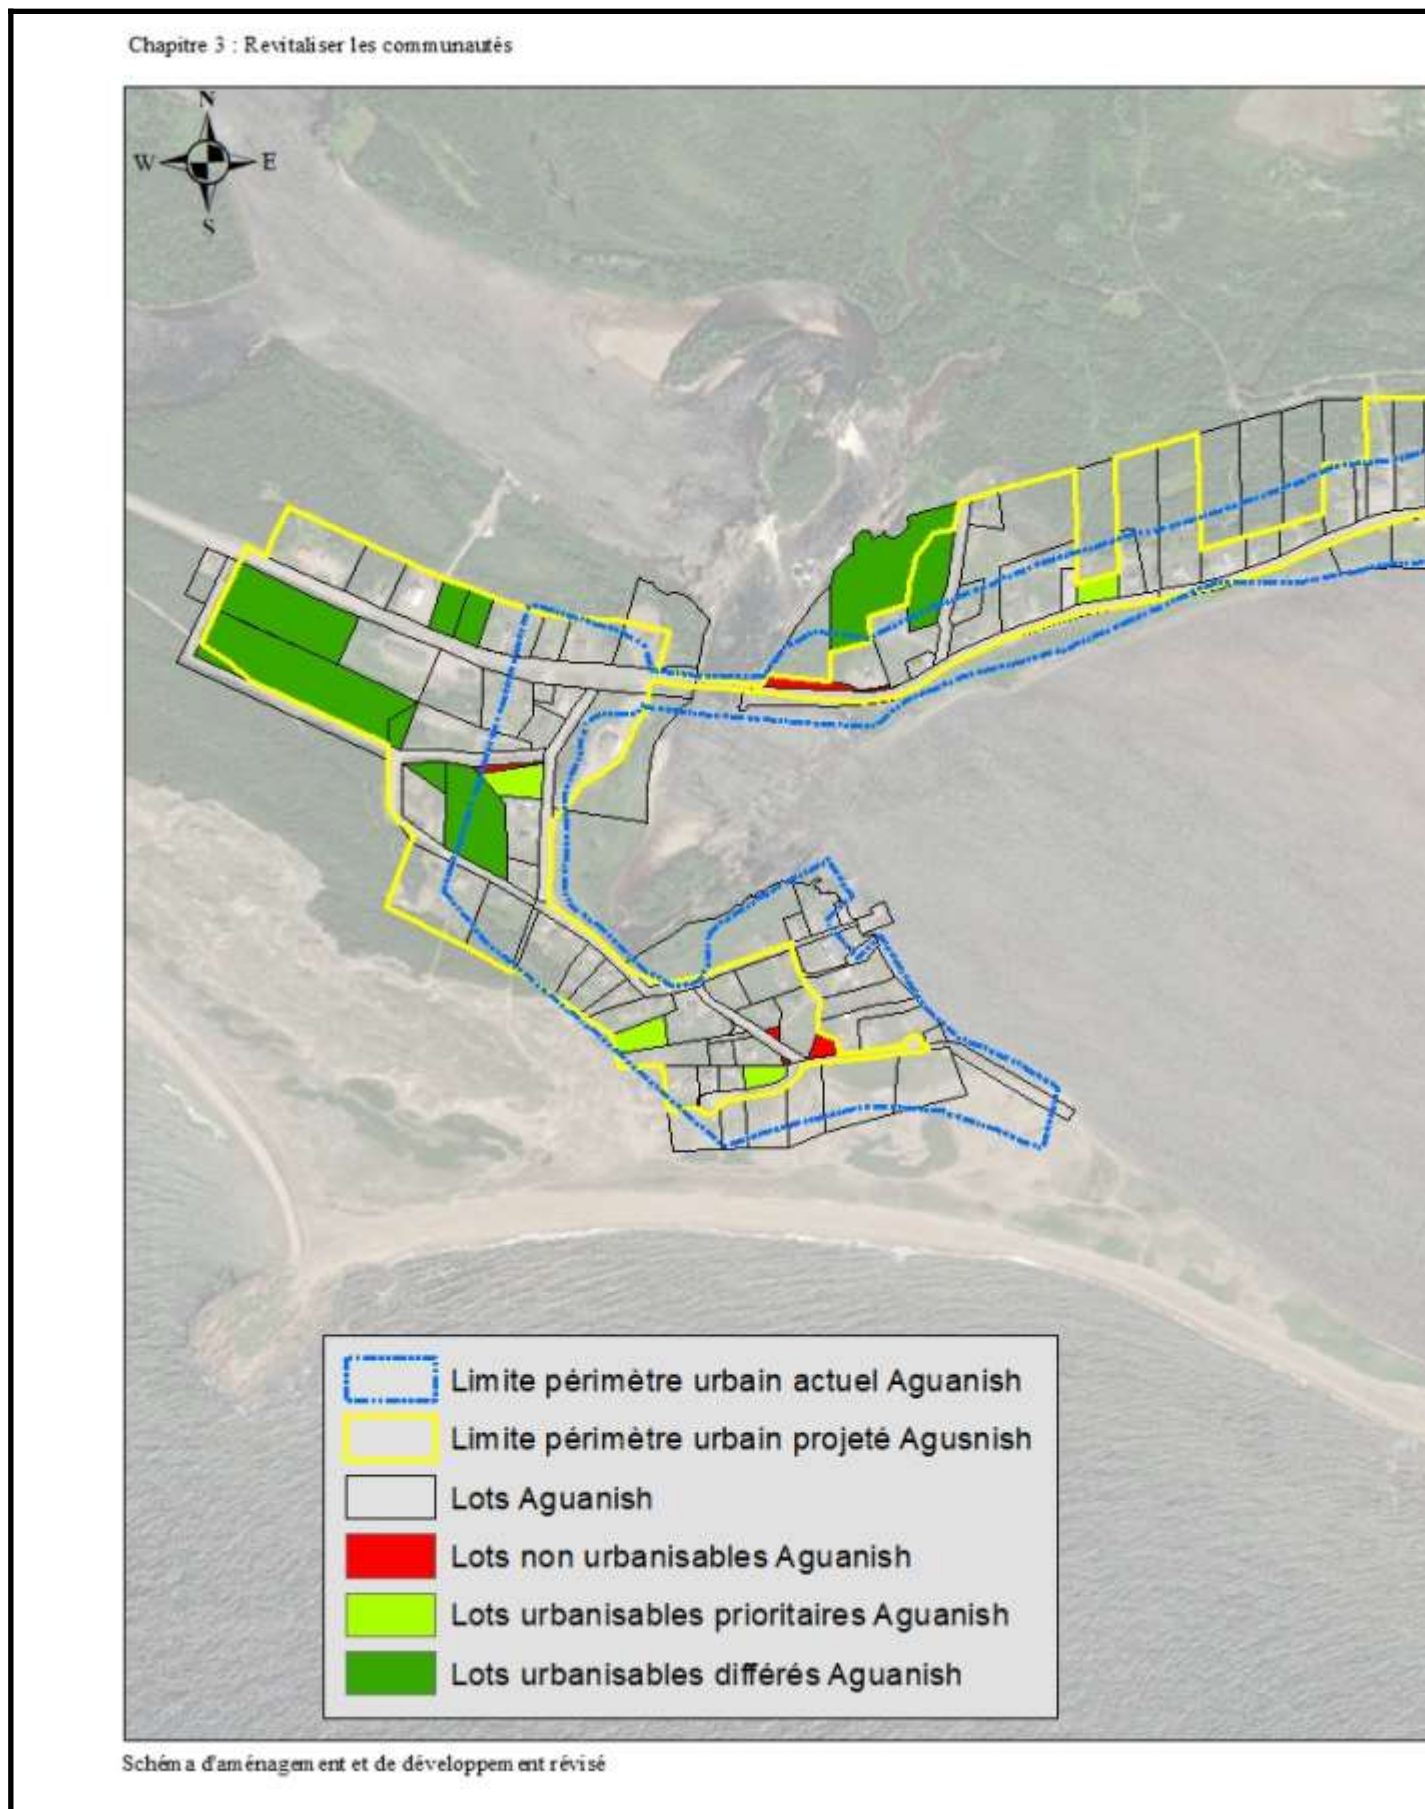 Chapitre 3 : Revitaliser les communautés
N
W E
S
Limite périmètre urbain actuel Aguanish
Limite périmètre urbain projeté Agusnish
Lots Aguanish
Lots non urbanisables Aguanish
Lots urbanisables prioritaires Aguanish
Lots urbanisables différés Aguanish
Schéma d'aménagement et de développement révisé